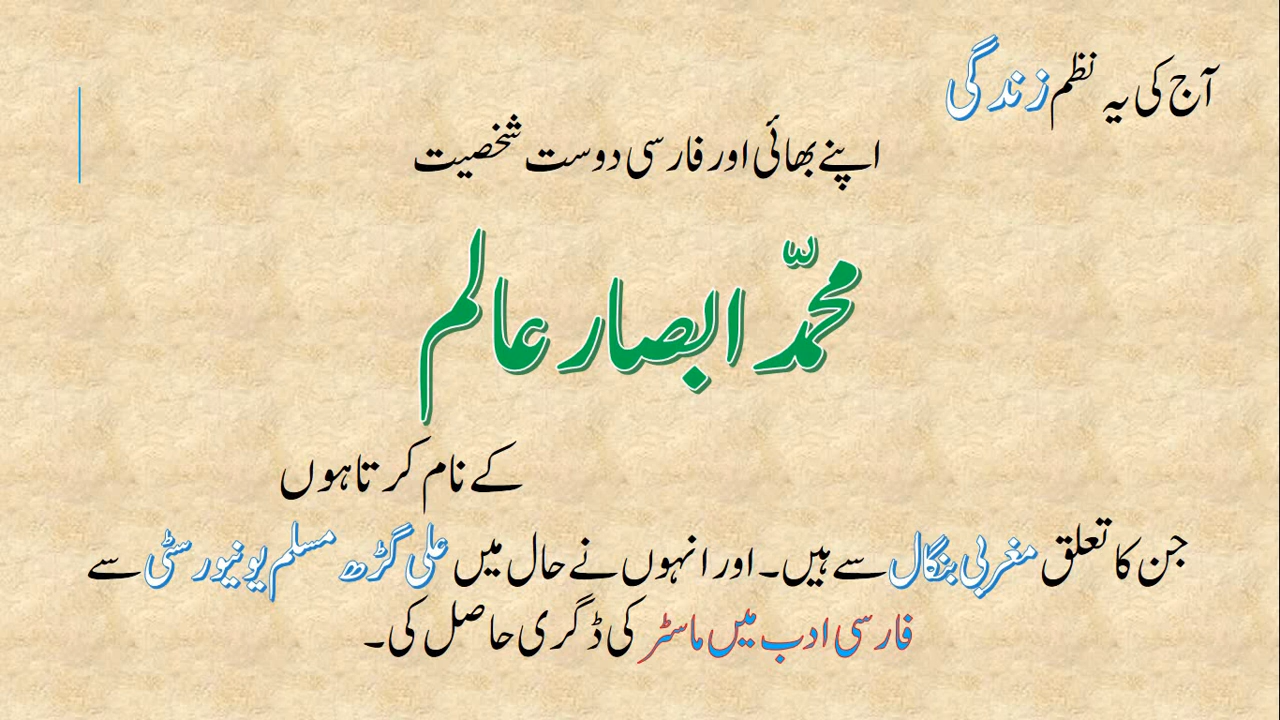 آج کی یہ نظم زندگی
اپنے بھائی اور فارسی دوست شخصیت
محمّد ابصار عالم
کے نام کرتا ہوں
جن کا تعلق مغربی بنگال سے ہیں۔ اور انہوں نے حال میں علی گڑھ مسلم یونیورسٹی سے
فارسی ادب میں ماسٹر کی ڈگری حاصل کی۔